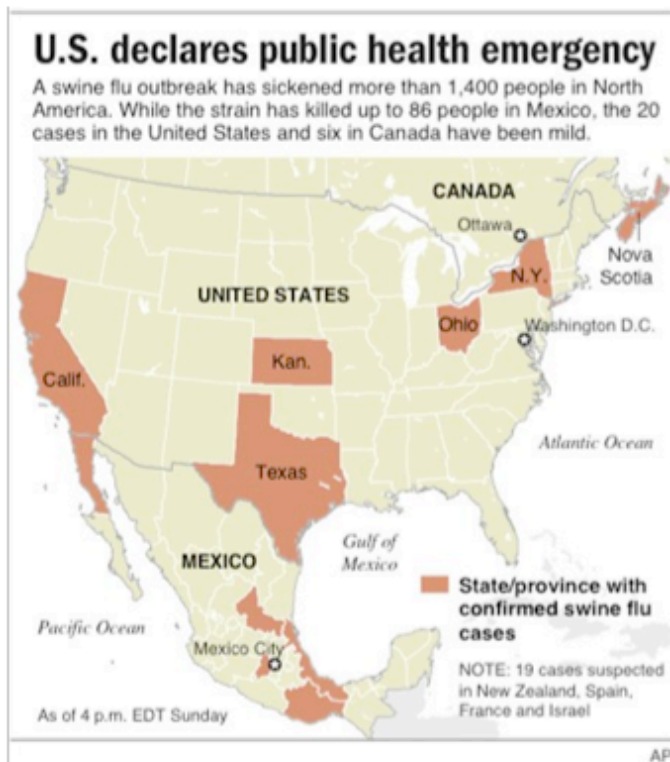 U.S. declares public health emergency
A swine flu outbreak has sickened more than 1,400 people in North
America. While the strain has killed up to 86 people in Mexico, the 20
cases in the United States and six in Canada have been mild.
CANADA
Ottawa
Nova
Scotia
N.Y.
UNITED STATES
Ohio
Washington D.C.
Kan.
Calif.
Atlantic Ocean
Texas
Gulf of
Mexico
MEXICO
State/province with
confirmed swine flu
cases
Pacific Ocean
Mexico City
NOTE: 19 cases suspected
in New Zealand, Spain,
France and Israel
As of 4 p.m. EDT Sunday
AP